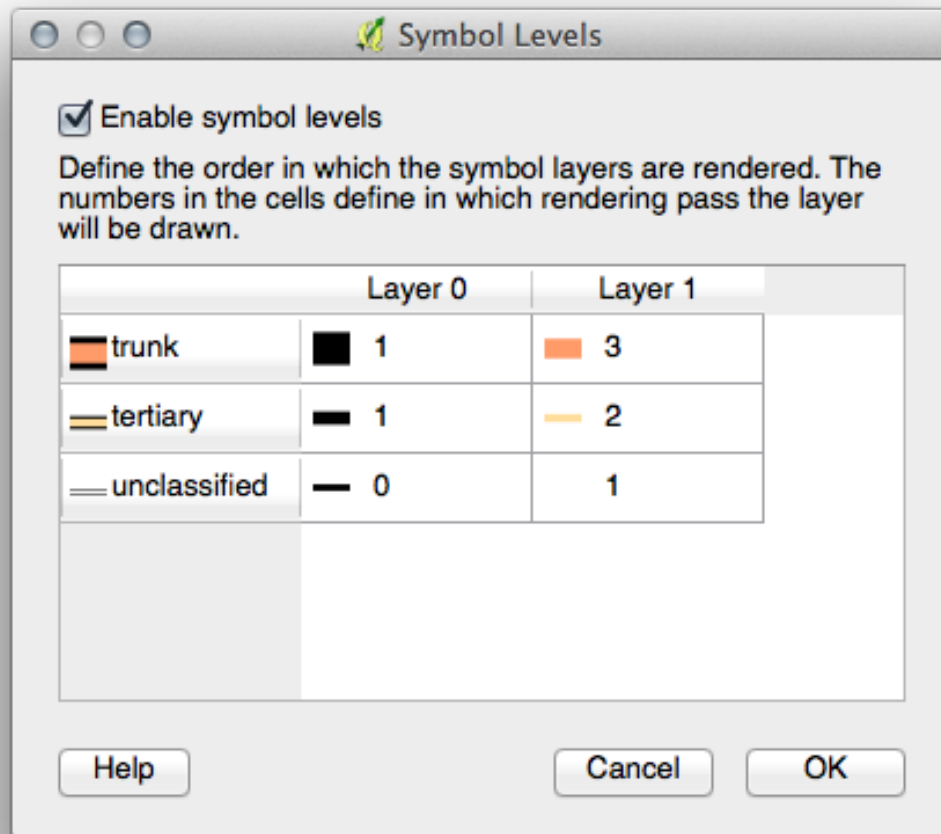 Symbol Levels
Enable symbol levels
Define the order in which the symbol layers are rendered. The
numbers in the cells define in which rendering pass the layer
will be drawn.
Layer 0 Layer 1
trunk 1 3
tertiary 1 2
unclassified 0 1
Help Cancel OK